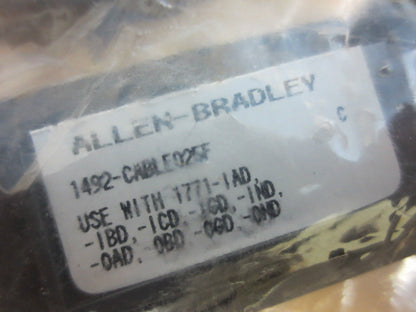 ALLEN-BRADLEY
C
1492-CABLE025F
USE WITH 1771-IAD,
-IBD, -ICD, -IGD, -IND,
-OAD, OBD -OGD -OND